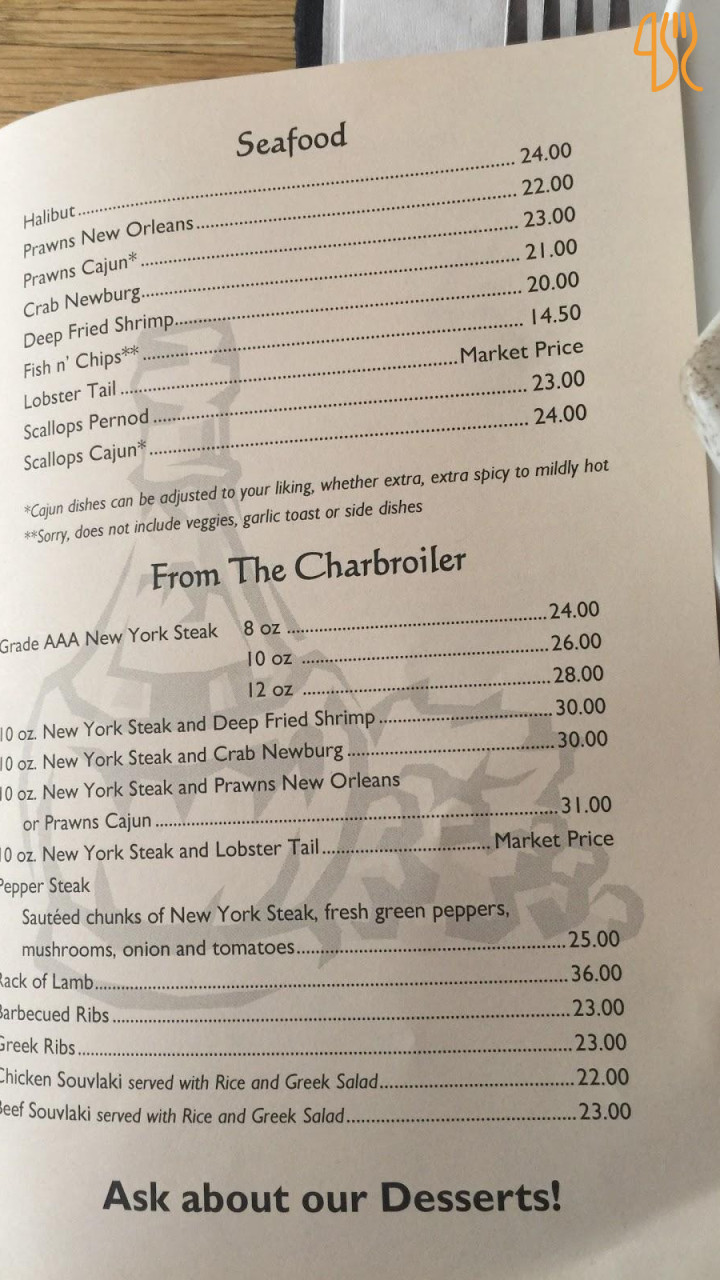 Seafood
Halibut 24.00
Prawns New Orleans 22.00
Prawns Cajun* 23.00
Crab Newburg 21.00
Deep Fried Shrimp 20.00
Fish n' Chips** 14.50
Lobster Tail Market Price
Scallops Pernod 23.00
Scallops Cajun* 24.00
*Cajun dishes can be adjusted to your liking, whether extra, extra spicy to mildly hot
**Sorry, does not include veggies, garlic toast or side dishes
From The Charbroiler
Grade AAA New York Steak 8 oz 24.00
10 oz 26.00
12 oz 28.00
10 oz. New York Steak and Deep Fried Shrimp 30.00
10 oz. New York Steak and Crab Newburg 30.00
10 oz. New York Steak and Prawns New Orleans
or Prawns Cajun 31.00
10 oz. New York Steak and Lobster Tail Market Price
Pepper Steak
Sautéed chunks of New York Steak, fresh green peppers,
mushrooms, onion and tomatoes 25.00
Rack of Lamb 36.00
Barbecued Ribs 23.00
Greek Ribs 23.00
Chicken Souvlaki served with Rice and Greek Salad 22.00
Beef Souvlaki served with Rice and Greek Salad 23.00
Ask about our Desserts!